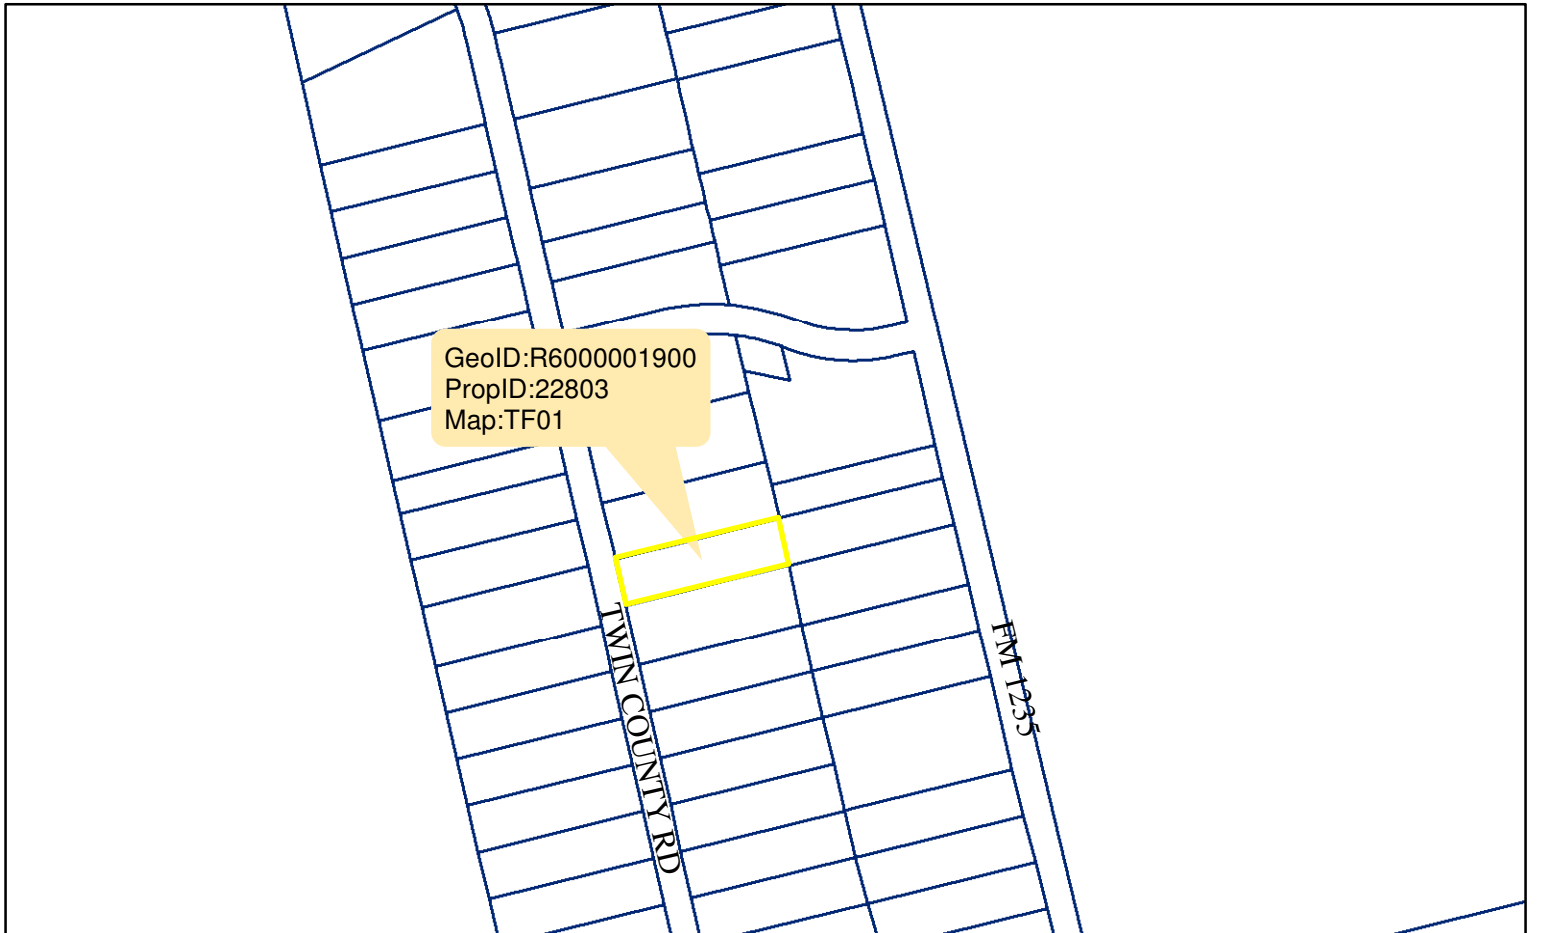 GeoID:R6000001900
PropID:22803
Map:TF01
TWIN COUNTY RD
FM 1235